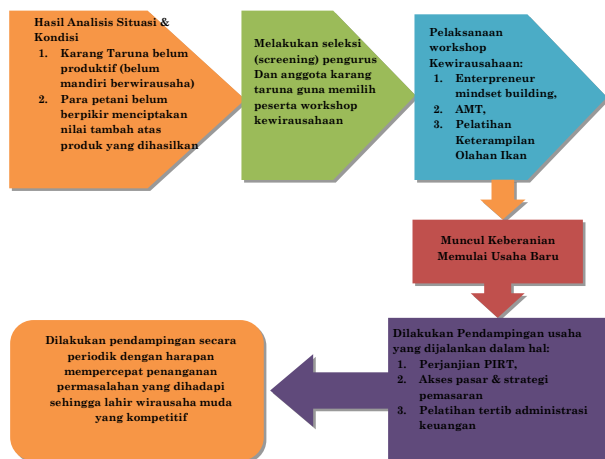 Hasil Analisis Situasi &
Kondisi
1. Karang Taruna belum
produktif (belum
mandiri berwirausaha)
2. Para petani belum
berpikir menciptakan
nilai tambah atas
produk yang dihasilkan
Melakukan seleksi
(screening) pengurus
Dan anggota karang
taruna guna memilih
peserta workshop
kewirausahaan
Pelaksanaan
workshop
Kewirausahaan:
1. Enterpreneur
mindset building,
2. AMT,
3. Pelatihan
Keterampilan
Olahan Ikan
Muncul Keberanian
Memulai Usaha Baru
Dilakukan Pendampingan usaha
yang dijalankan dalam hal:
1. Perjanjian PIRT,
2. Akses pasar & strategi
pemasaran
3. Pelatihan tertib administrasi
keuangan
Dilakukan pendampingan secara
periodik dengan harapan
mempercepat penanganan
permasalahan yang dihadapi
sehingga lahir wirausaha muda
yang kompetitif